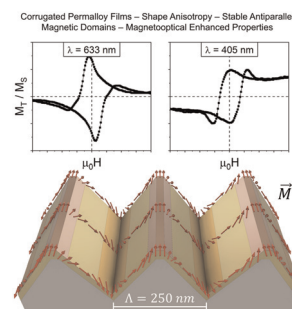 Corrugated Permalloy Films – Shape Anisotropy – Stable Antiparalle
Magnetic Domains – Magnetooptical Enhanced Properties
λ = 633 nm
λ = 405 nm
M_T / M_S
μ₀H
μ₀H
M⃗
Λ = 250 nm